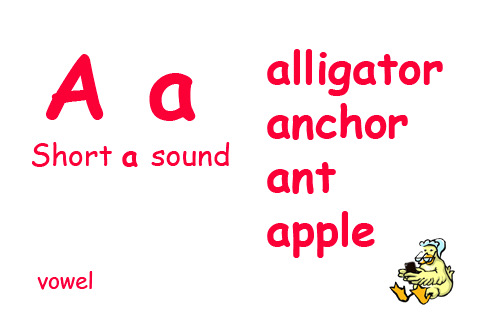 A a
Short a sound
vowel
alligator
anchor
ant
apple